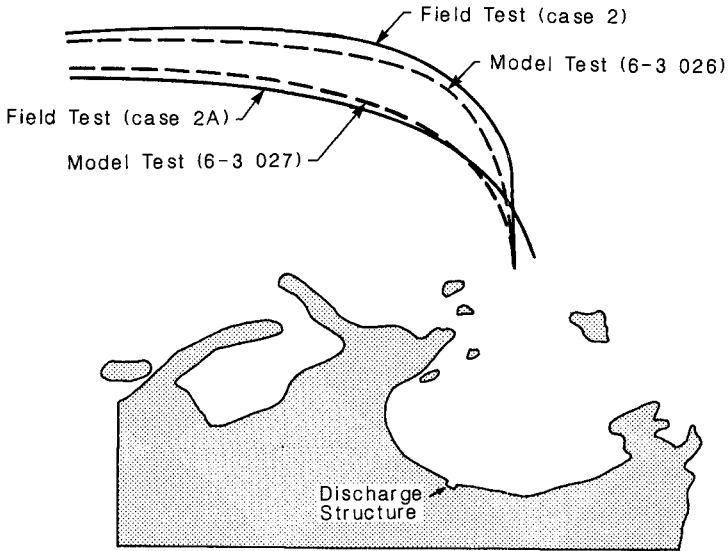 Field Test (case 2)
Model Test (6-3 026)
Field Test (case 2A)
Model Test (6-3 027)
Discharge
Structure